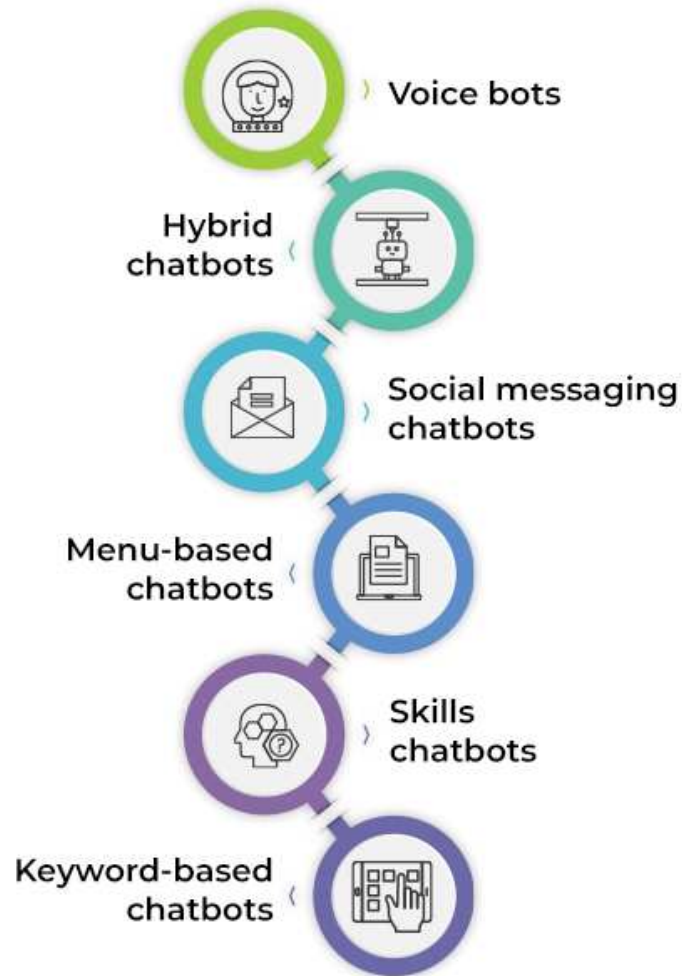 Voice bots
Hybrid
chatbots
Social messaging
chatbots
Menu-based
chatbots
Skills
chatbots
Keyword-based
chatbots